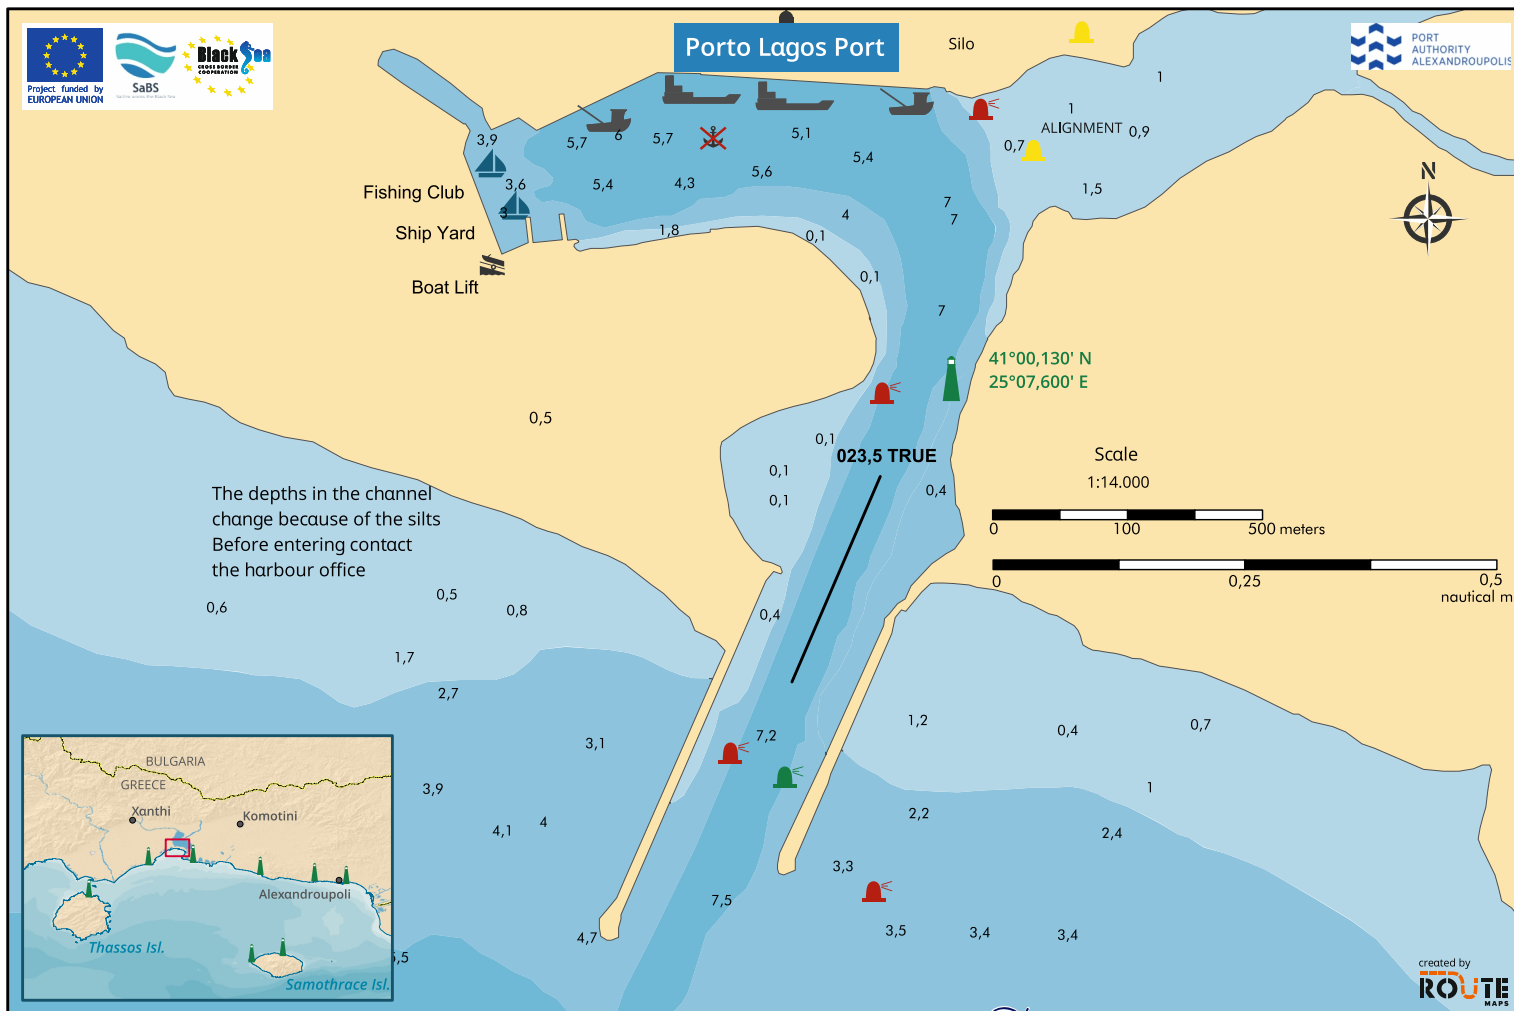 Project funded by
EUROPEAN UNION
SaBS
Black Sea
CROSS BORDER
COOPERATION
Porto Lagos Port
Silo
PORT
AUTHORITY
ALEXANDROUPOLIS
1
1
ALIGNMENT
0,9
0,7
1,5
3,9
5,7
6
5,7
5,1
5,4
5,6
3,6
5,4
4,3
3
7
7
4
1,8
0,1
0,1
7
Fishing Club
Ship Yard
Boat Lift
N
41°00,130' N
25°07,600' E
0,5
0,1
023,5 TRUE
0,1
0,1
0,4
Scale
1:14.000
0 100 500 meters
0 0,25 0,5
nautical m
The depths in the channel
change because of the silts
Before entering contact
the harbour office
0,6
0,5
0,8
0,4
1,7
2,7
3,1
7,2
1,2
0,4
0,7
3,9
4,1
4
1
2,2
2,4
3,3
7,5
4,7
3,5
3,4
3,4
5,5
BULGARIA
GREECE
Xanthi
Komotini
Alexandroupoli
Thassos Isl.
Samothrace Isl.
created by
ROUTE
MAPS